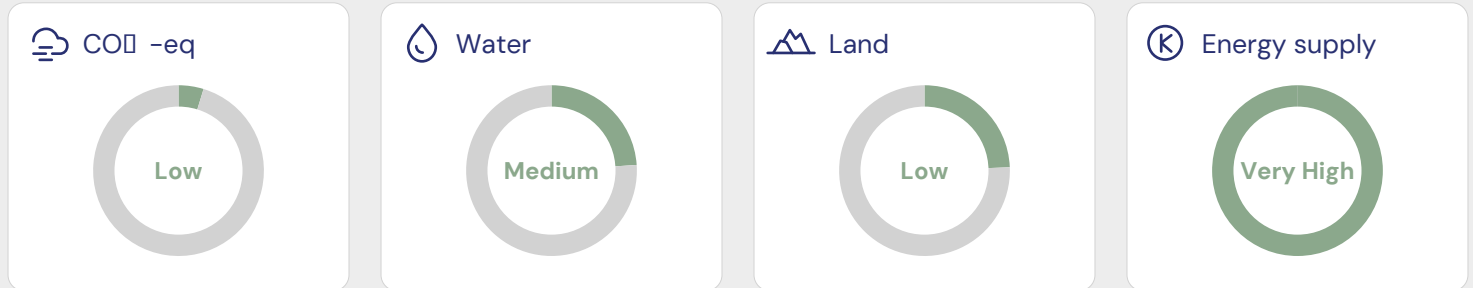 CO▯ -eq
Low
Water
Medium
Land
Low
Energy supply
Very High